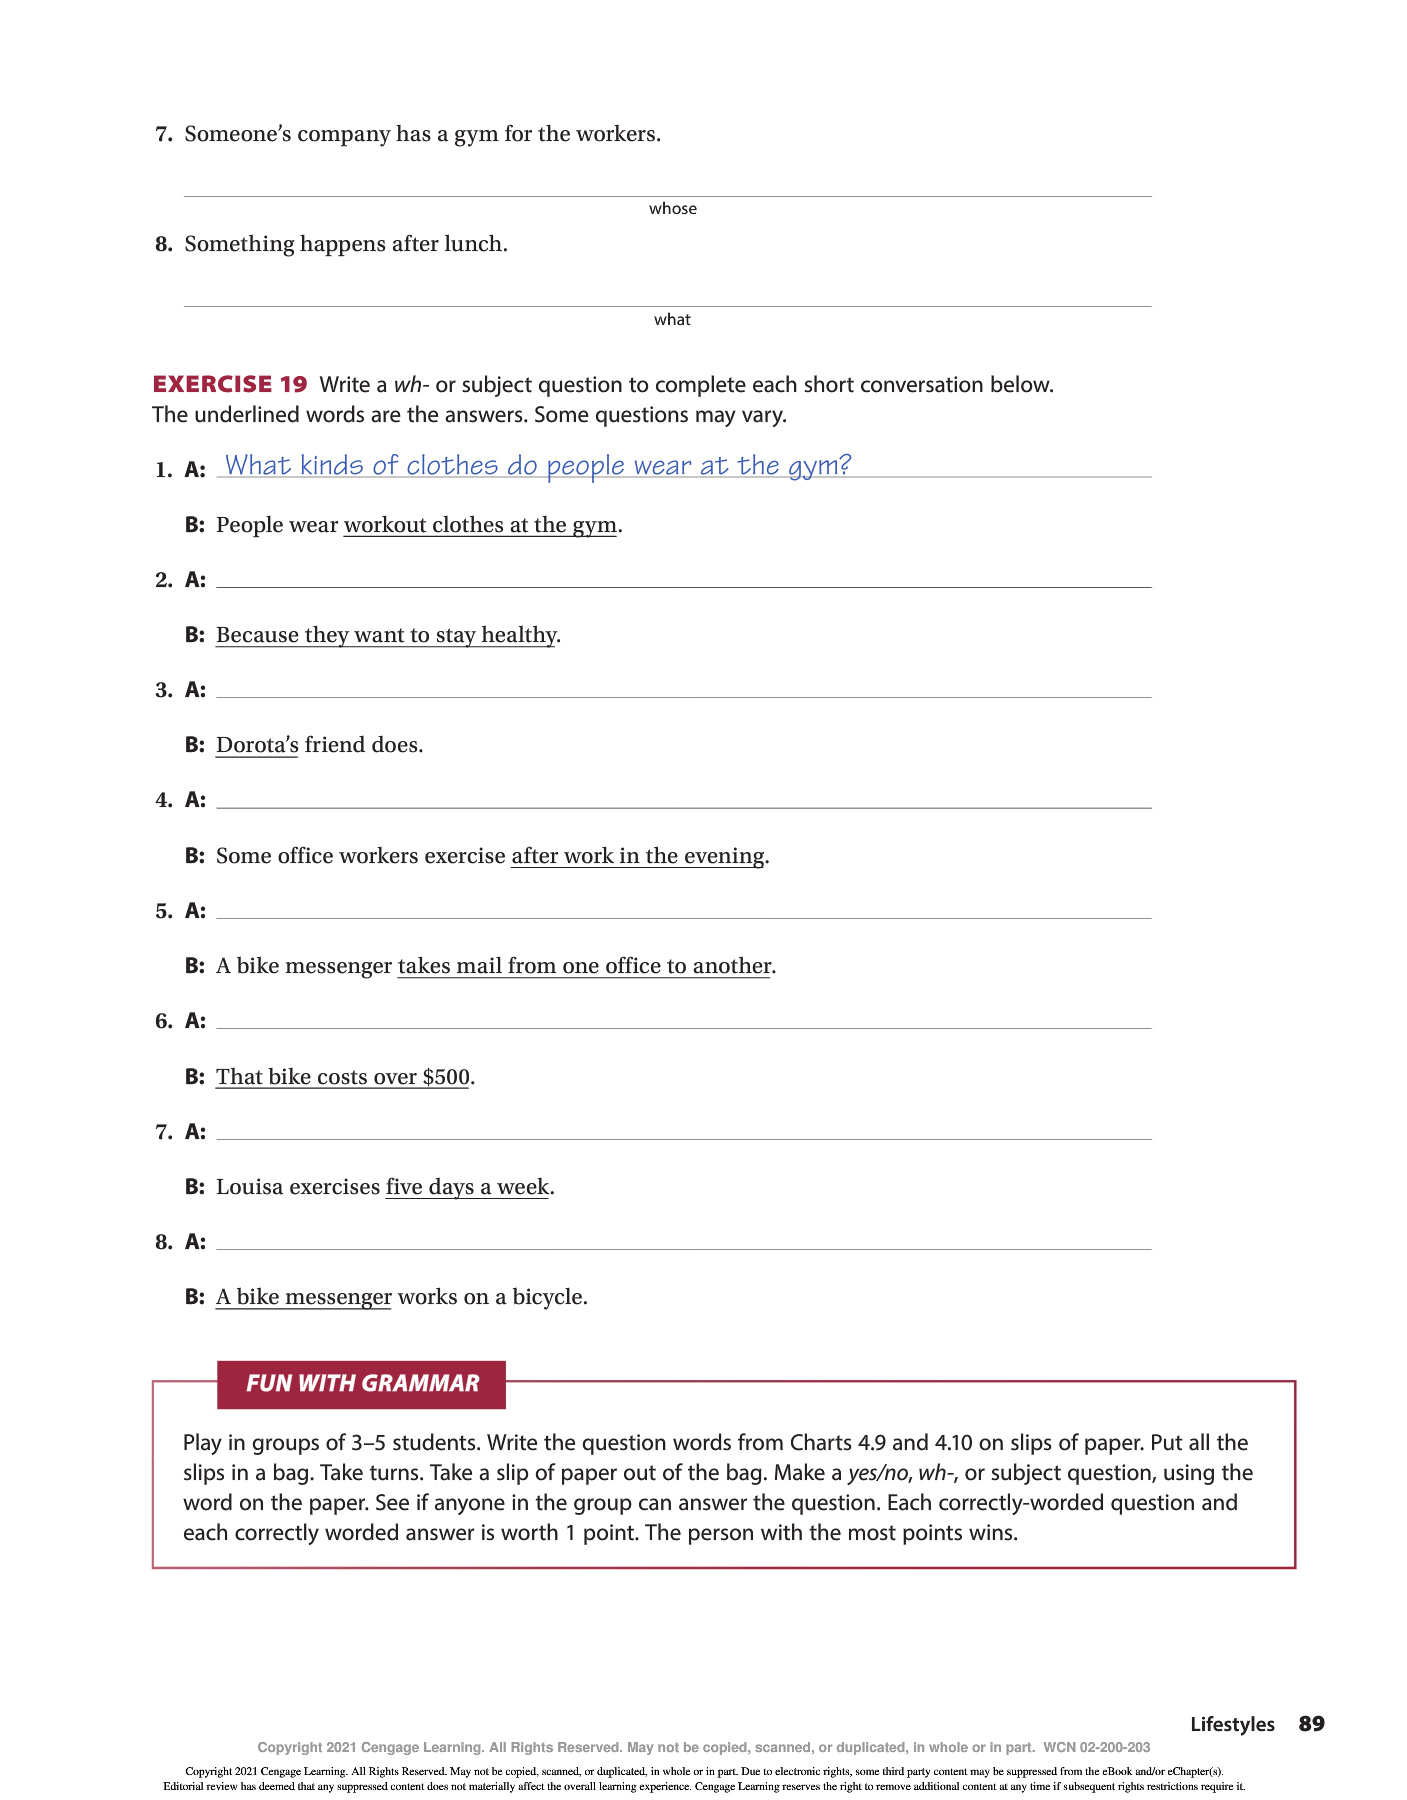 7. Someone's company has a gym for the workers.
whose
8. Something happens after lunch.
what
EXERCISE 19 Write a wh- or subject question to complete each short conversation below.
The underlined words are the answers. Some questions may vary.
1. A: What kinds of clothes do people wear at the gym?
B: People wear workout clothes at the gym.
2. A:
B: Because they want to stay healthy.
3. A:
B: Dorota's friend does.
4. A:
B: Some office workers exercise after work in the evening.
5. A:
B: A bike messenger takes mail from one office to another.
6. A:
B: That bike costs over $500.
7. A:
B: Louisa exercises five days a week.
8. A:
B: A bike messenger works on a bicycle.
FUN WITH GRAMMAR
Play in groups of 3–5 students. Write the question words from Charts 4.9 and 4.10 on slips of paper. Put all the
slips in a bag. Take turns. Take a slip of paper out of the bag. Make a yes/no, wh-, or subject question, using the
word on the paper. See if anyone in the group can answer the question. Each correctly-worded question and
each correctly worded answer is worth 1 point. The person with the most points wins.
Lifestyles 89
Copyright 2021 Cengage Learning. All Rights Reserved. May not be copied, scanned, or duplicated, in whole or in part. WCN 02-200-203
Copyright 2021 Cengage Learning. All Rights Reserved. May not be copied, scanned, or duplicated, in whole or in part. Due to electronic rights, some third party content may be suppressed from the eBook and/or eChapter(s).
Editorial review has deemed that any suppressed content does not materially affect the overall learning experience. Cengage Learning reserves the right to remove additional content at any time if subsequent rights restrictions require it.